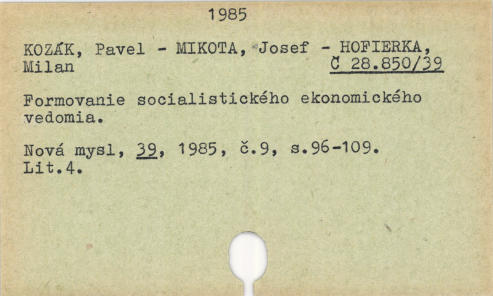 1985
KOZÁK, Pavel - MIKOTA, Josef - HOFIERKA,
Milan Č 28.850/39
Formovanie socialistického ekonomického
vedomia.
Nová mysl, 39, 1985, č.9, s.96-109.
Lit.4.